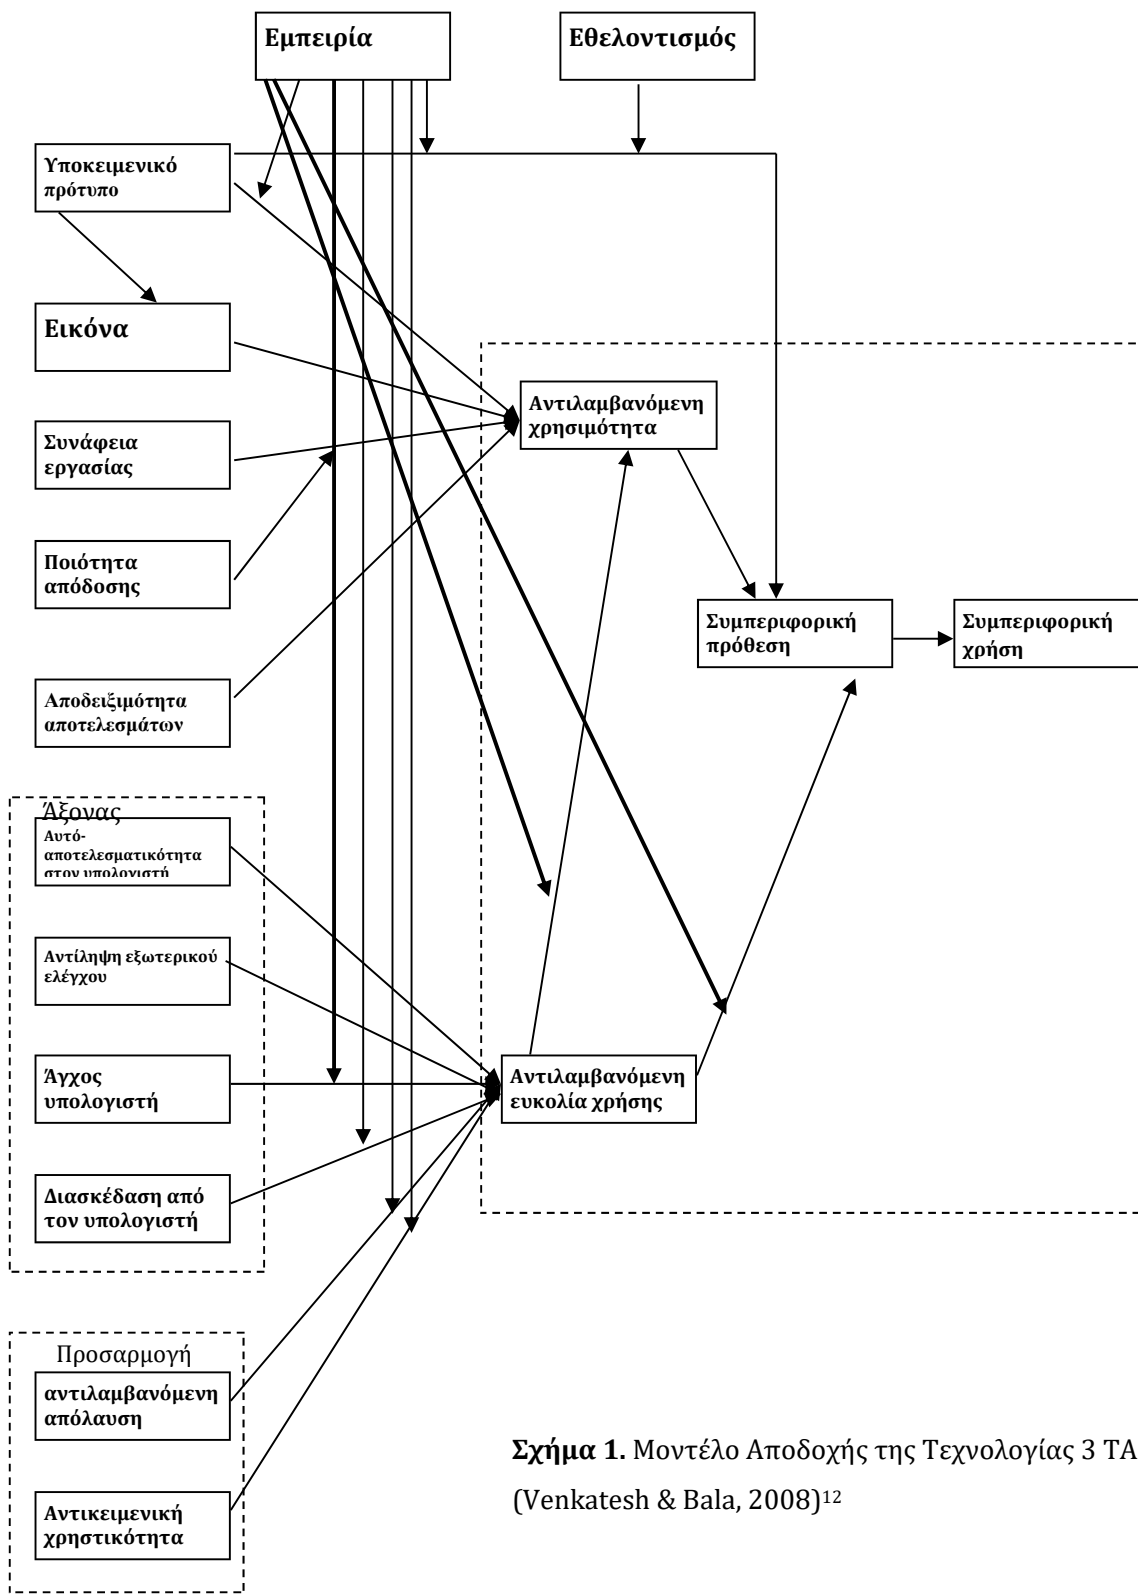 Εμπειρία
Εθελοντισμός
Υποκειμενικό
πρότυπο
Εικόνα
Αντιλαμβανόμενη
χρησιμότητα
Συνάφεια
εργασίας
Ποιότητα
απόδοσης
Συμπεριφορική
πρόθεση
Συμπεριφορική
χρήση
Αποδειξιμότητα
αποτελεσμάτων
Άξονας
Αυτό-
αποτελεσματικότητα
στον υπολογιστή
Αντίληψη εξωτερικού
ελέγχου
Άγχος
υπολογιστή
Αντιλαμβανόμενη
ευκολία χρήσης
Διασκέδαση από
τον υπολογιστή
Προσαρμογή
αντιλαμβανόμενη
απόλαυση
Αντικειμενική
χρηστικότητα
Σχήμα 1. Μοντέλο Αποδοχής της Τεχνολογίας 3 ΤΑ
(Venkatesh & Bala, 2008)12